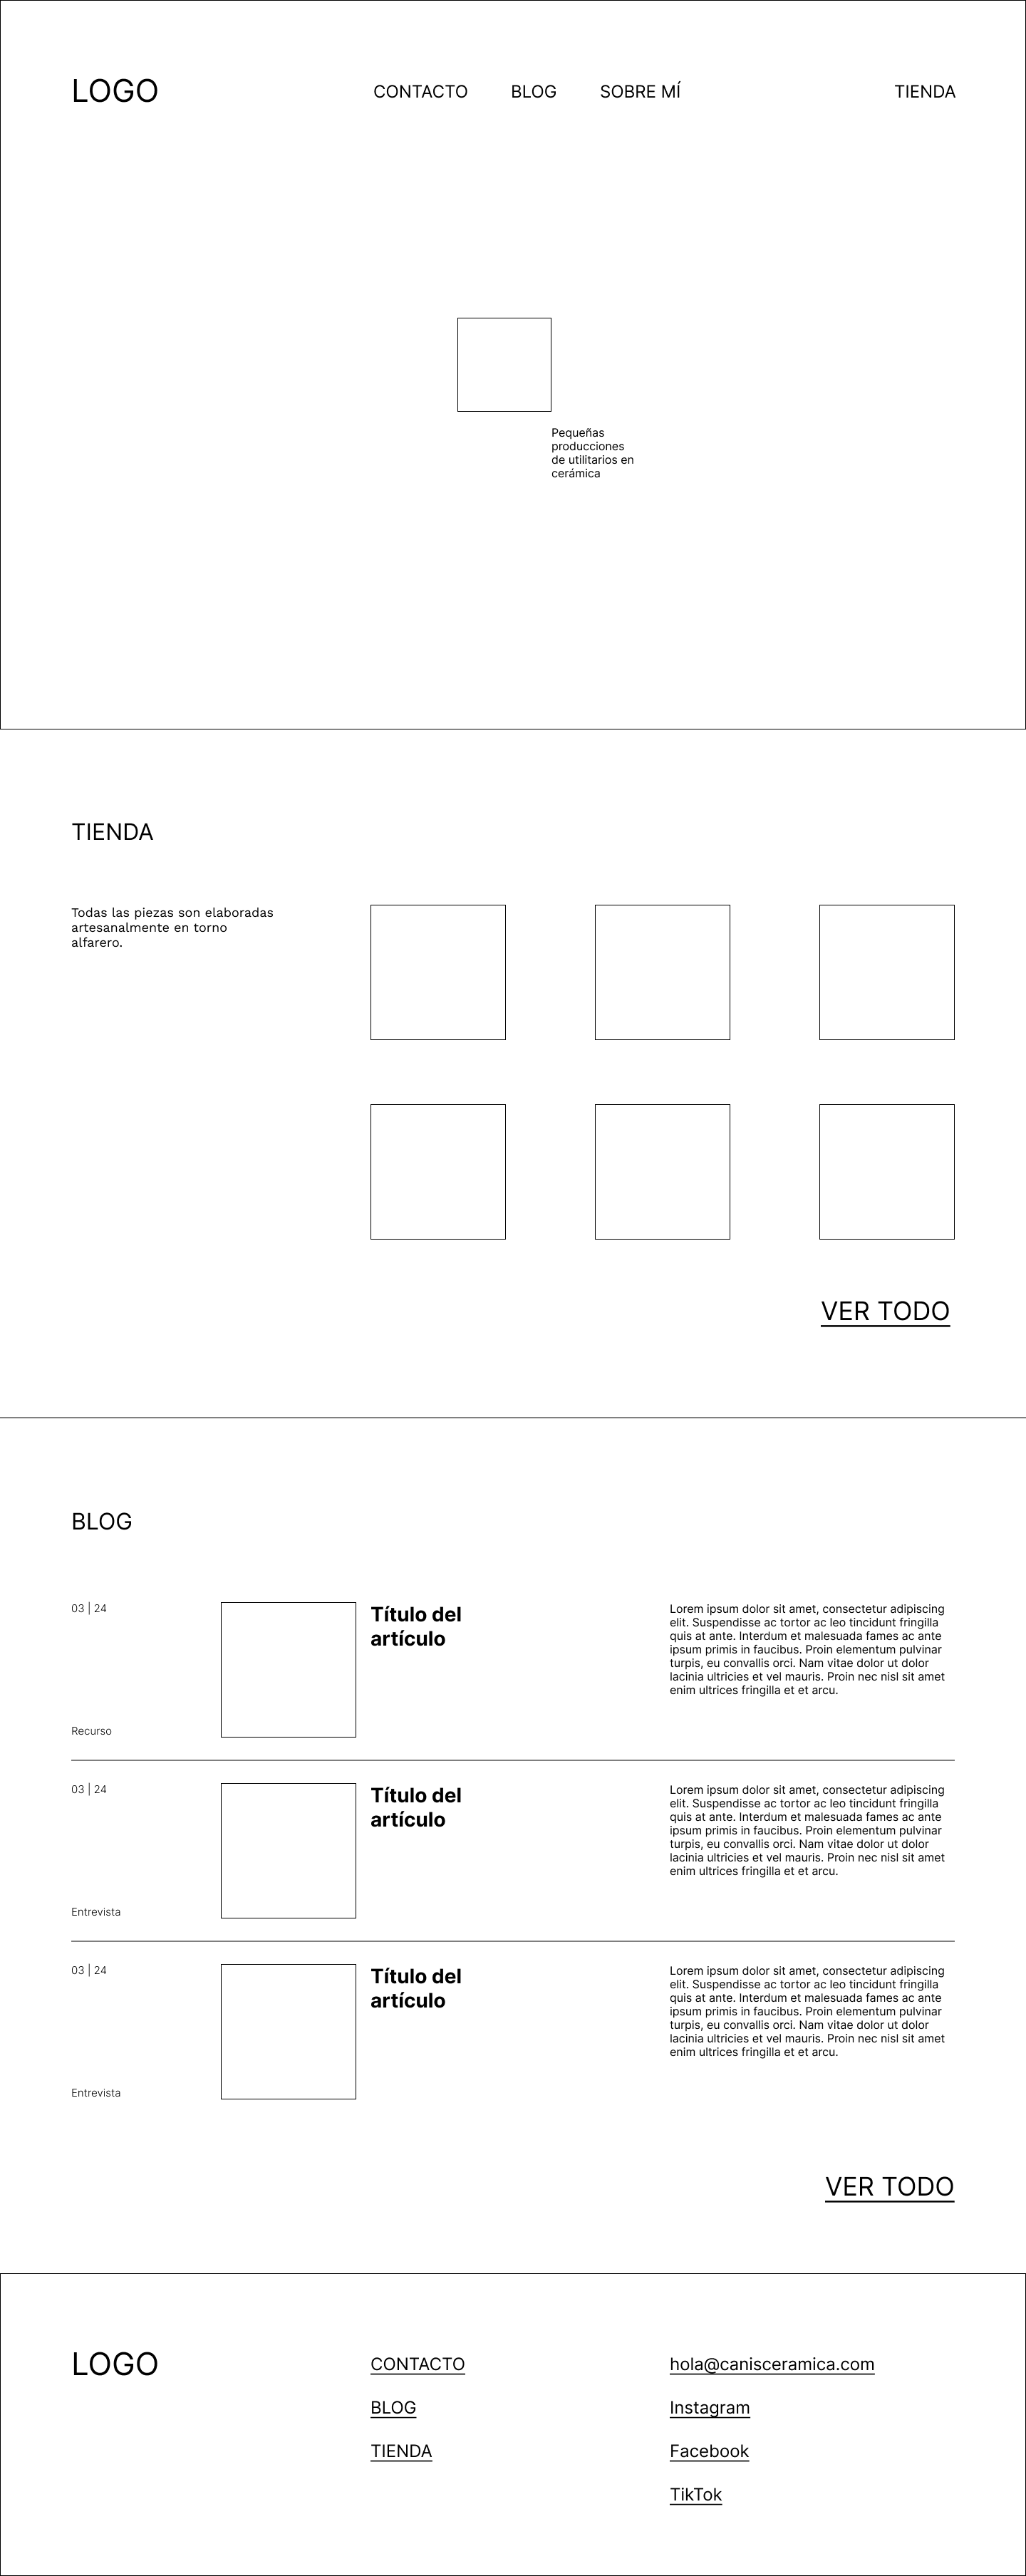 LOGO
CONTACTO
BLOG
SOBRE MÍ
TIENDA
Pequeñas
producciones
de utilitarios en
cerámica
TIENDA
Todas las piezas son elaboradas
artesanalmente en torno
alfarero.
VER TODO
BLOG
03 | 24
Recurso
Título del
artículo
Lorem ipsum dolor sit amet, consectetur adipiscing
elit. Suspendisse ac tortor ac leo tincidunt fringilla
quis at ante. Interdum et malesuada fames ac ante
ipsum primis in faucibus. Proin elementum pulvinar
turpis, eu convallis orci. Nam vitae dolor ut dolor
lacinia ultricies et vel mauris. Proin nec nisl sit amet
enim ultrices fringilla et et arcu.
03 | 24
Entrevista
Título del
artículo
Lorem ipsum dolor sit amet, consectetur adipiscing
elit. Suspendisse ac tortor ac leo tincidunt fringilla
quis at ante. Interdum et malesuada fames ac ante
ipsum primis in faucibus. Proin elementum pulvinar
turpis, eu convallis orci. Nam vitae dolor ut dolor
lacinia ultricies et vel mauris. Proin nec nisl sit amet
enim ultrices fringilla et et arcu.
03 | 24
Entrevista
Título del
artículo
Lorem ipsum dolor sit amet, consectetur adipiscing
elit. Suspendisse ac tortor ac leo tincidunt fringilla
quis at ante. Interdum et malesuada fames ac ante
ipsum primis in faucibus. Proin elementum pulvinar
turpis, eu convallis orci. Nam vitae dolor ut dolor
lacinia ultricies et vel mauris. Proin nec nisl sit amet
enim ultrices fringilla et et arcu.
VER TODO
LOGO
CONTACTO
BLOG
TIENDA
hola@canisceramica.com
Instagram
Facebook
TikTok